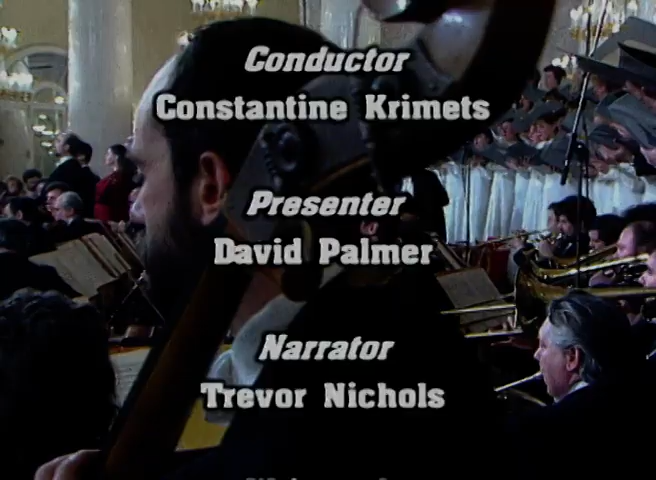 Conductor
Constantine Krimets
Presenter
David Palmer
Narrator
Trevor Nichols